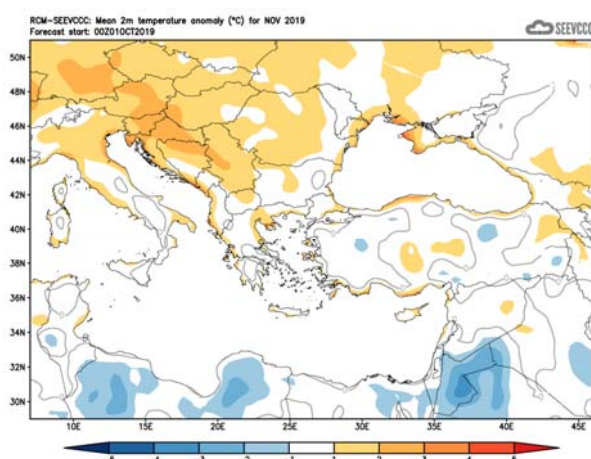 RCM-SEEVCCC: Mean 2m temperature anomaly (°C) for NOV 2019
Forecast start: 00Z01OCT2019
SEEVCCC
50N
48N
46N
44N
42N
40N
38N
36N
34N
32N
30N
10E
15E
20E
25E
30E
35E
40E
45E